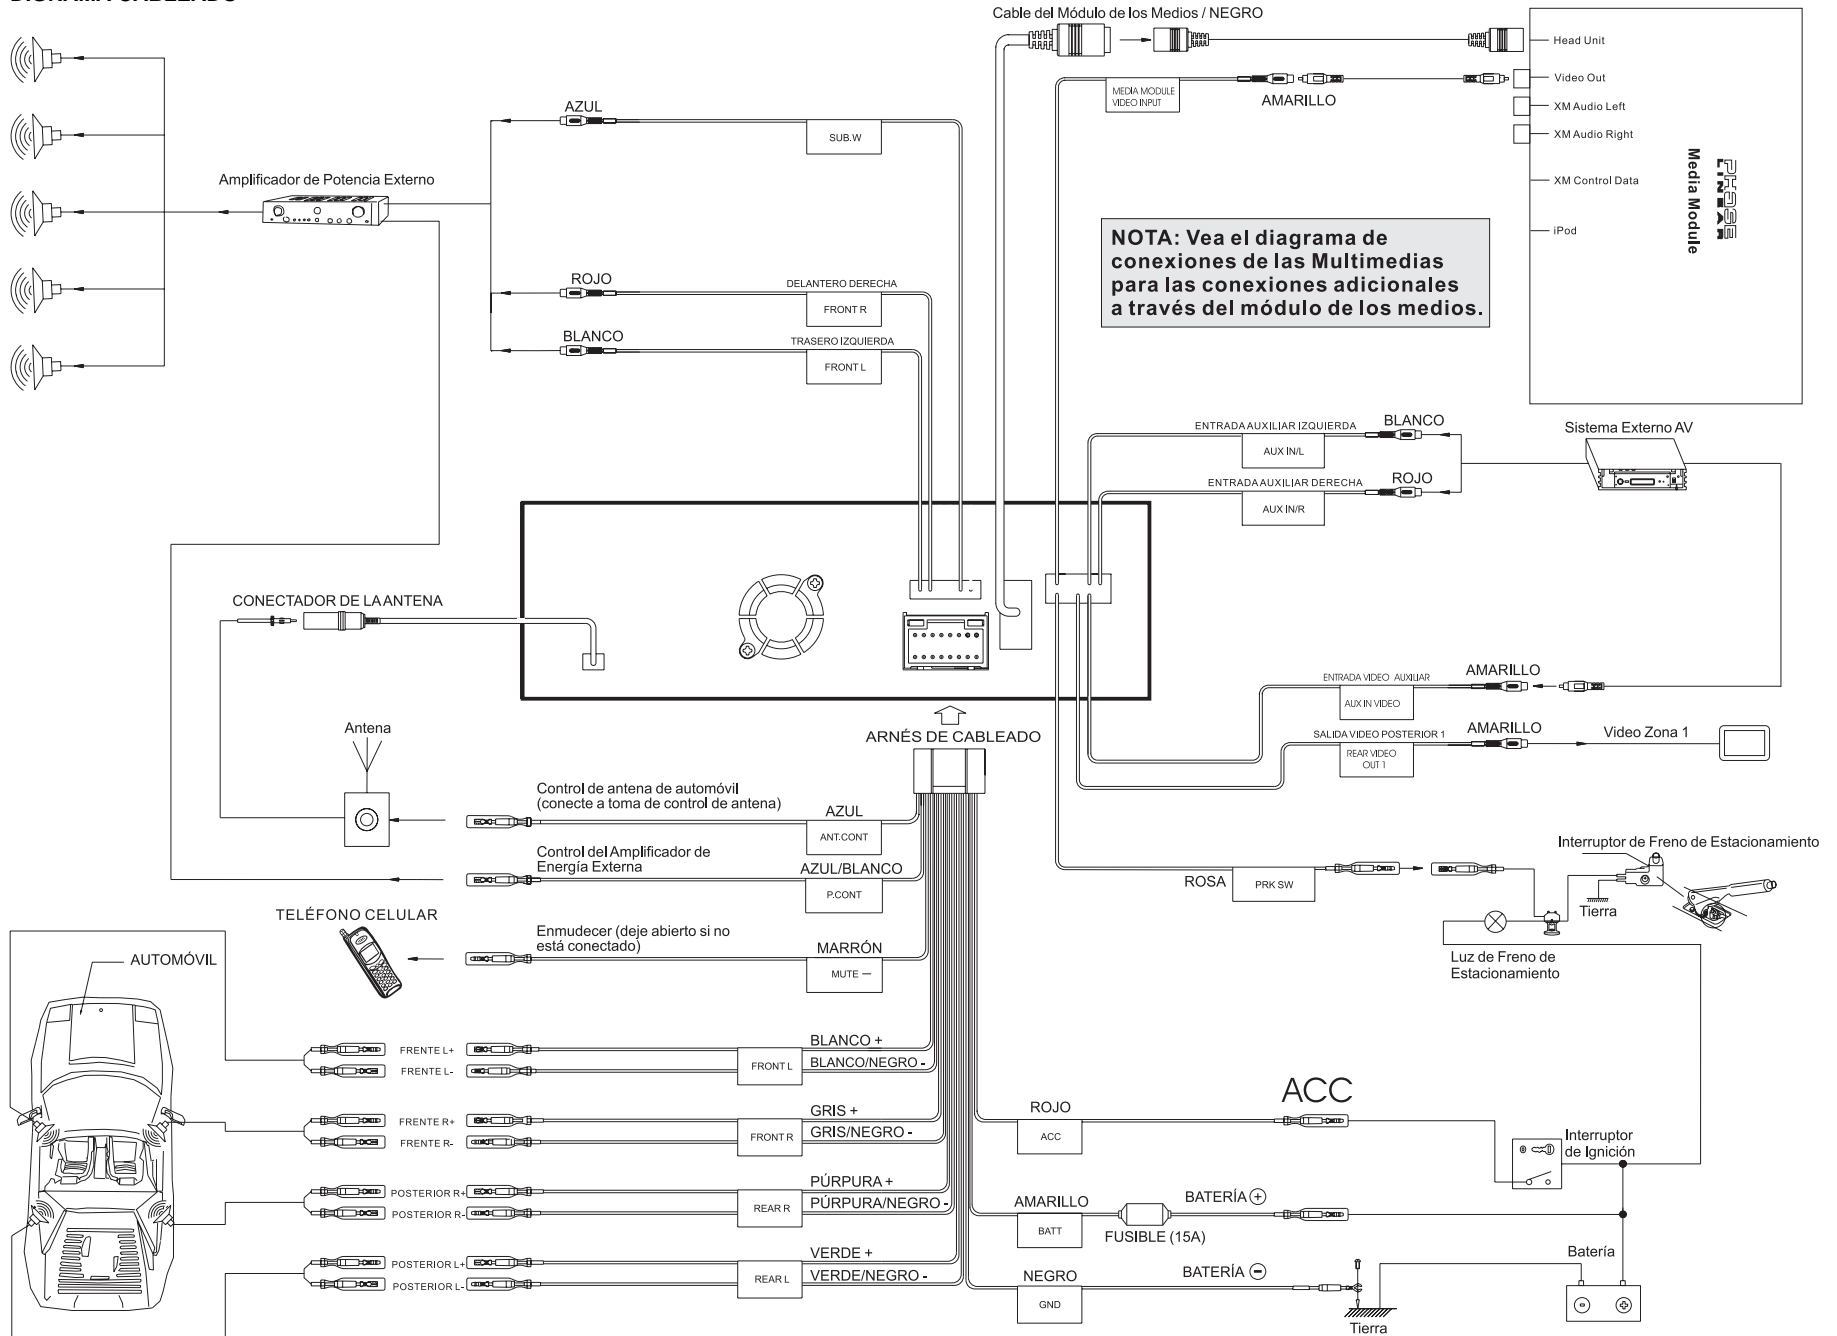 DIGRAMA CABLEADO
Cable del Módulo de los Medios / NEGRO
Head Unit
Video Out
XM Audio Left
XM Audio Right
XM Control Data
iPod
PHASE
LINEAR
Media Module
MEDIA MODULE
VIDEO INPUT
AMARILLO
AZUL
SUB.W
Amplificador de Potencia Externo
ROJO
DELANTERO DERECHA
FRONT R
BLANCO
TRASERO IZQUIERDA
FRONT L
NOTA: Vea el diagrama de
conexiones de las Multimedias
para las conexiones adicionales
a través del módulo de los medios.
ENTRADA AUXILIAR IZQUIERDA
BLANCO
AUX IN/L
ENTRADA AUXILIAR DERECHA
ROJO
AUX IN/R
Sistema Externo AV
CONECTADOR DE LA ANTENA
ENTRADA VIDEO AUXILIAR
AMARILLO
AUX IN VIDEO
SALIDA VIDEO POSTERIOR 1
AMARILLO
REAR VIDEO
OUT 1
Video Zona 1
Antena
ARNÉS DE CABLEADO
Control de antena de automóvil
(conecte a toma de control de antena)
AZUL
ANT.CONT
Control del Amplificador de
Energía Externa
AZUL/BLANCO
P.CONT
ROSA
PRK SW
Interruptor de Freno de Estacionamiento
Tierra
Luz de Freno de
Estacionamiento
TELÉFONO CELULAR
Enmudecer (deje abierto si no
está conectado)
MARRÓN
MUTE —
AUTOMÓVIL
FRENTE L+
FRENTE L-
FRONT L
BLANCO +
BLANCO/NEGRO -
FRENTE R+
FRENTE R-
FRONT R
GRIS +
GRIS/NEGRO -
POSTERIOR R+
POSTERIOR R-
REAR R
PÚRPURA +
PÚRPURA/NEGRO -
POSTERIOR L+
POSTERIOR L-
REAR L
VERDE +
VERDE/NEGRO -
ROJO
ACC
ACC
Interruptor
de Ignición
AMARILLO
BATT
FUSIBLE (15A)
BATERÍA +
NEGRO
GND
BATERÍA -
Tierra
Batería
- +